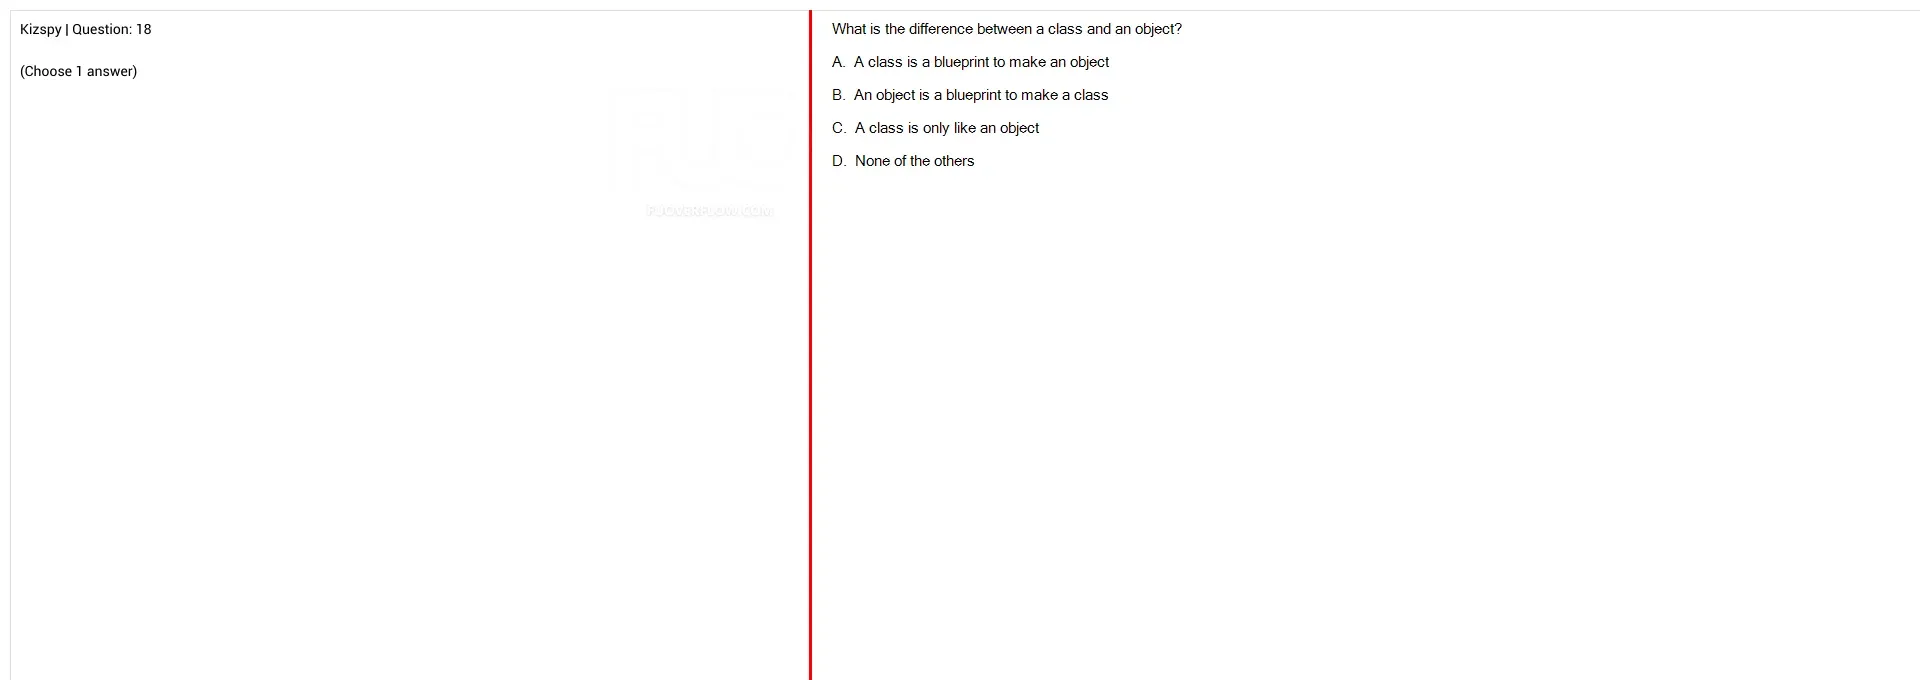 Kizspy | Question: 18
(Choose 1 answer)
What is the difference between a class and an object?
A. A class is a blueprint to make an object
B. An object is a blueprint to make a class
C. A class is only like an object
D. None of the others